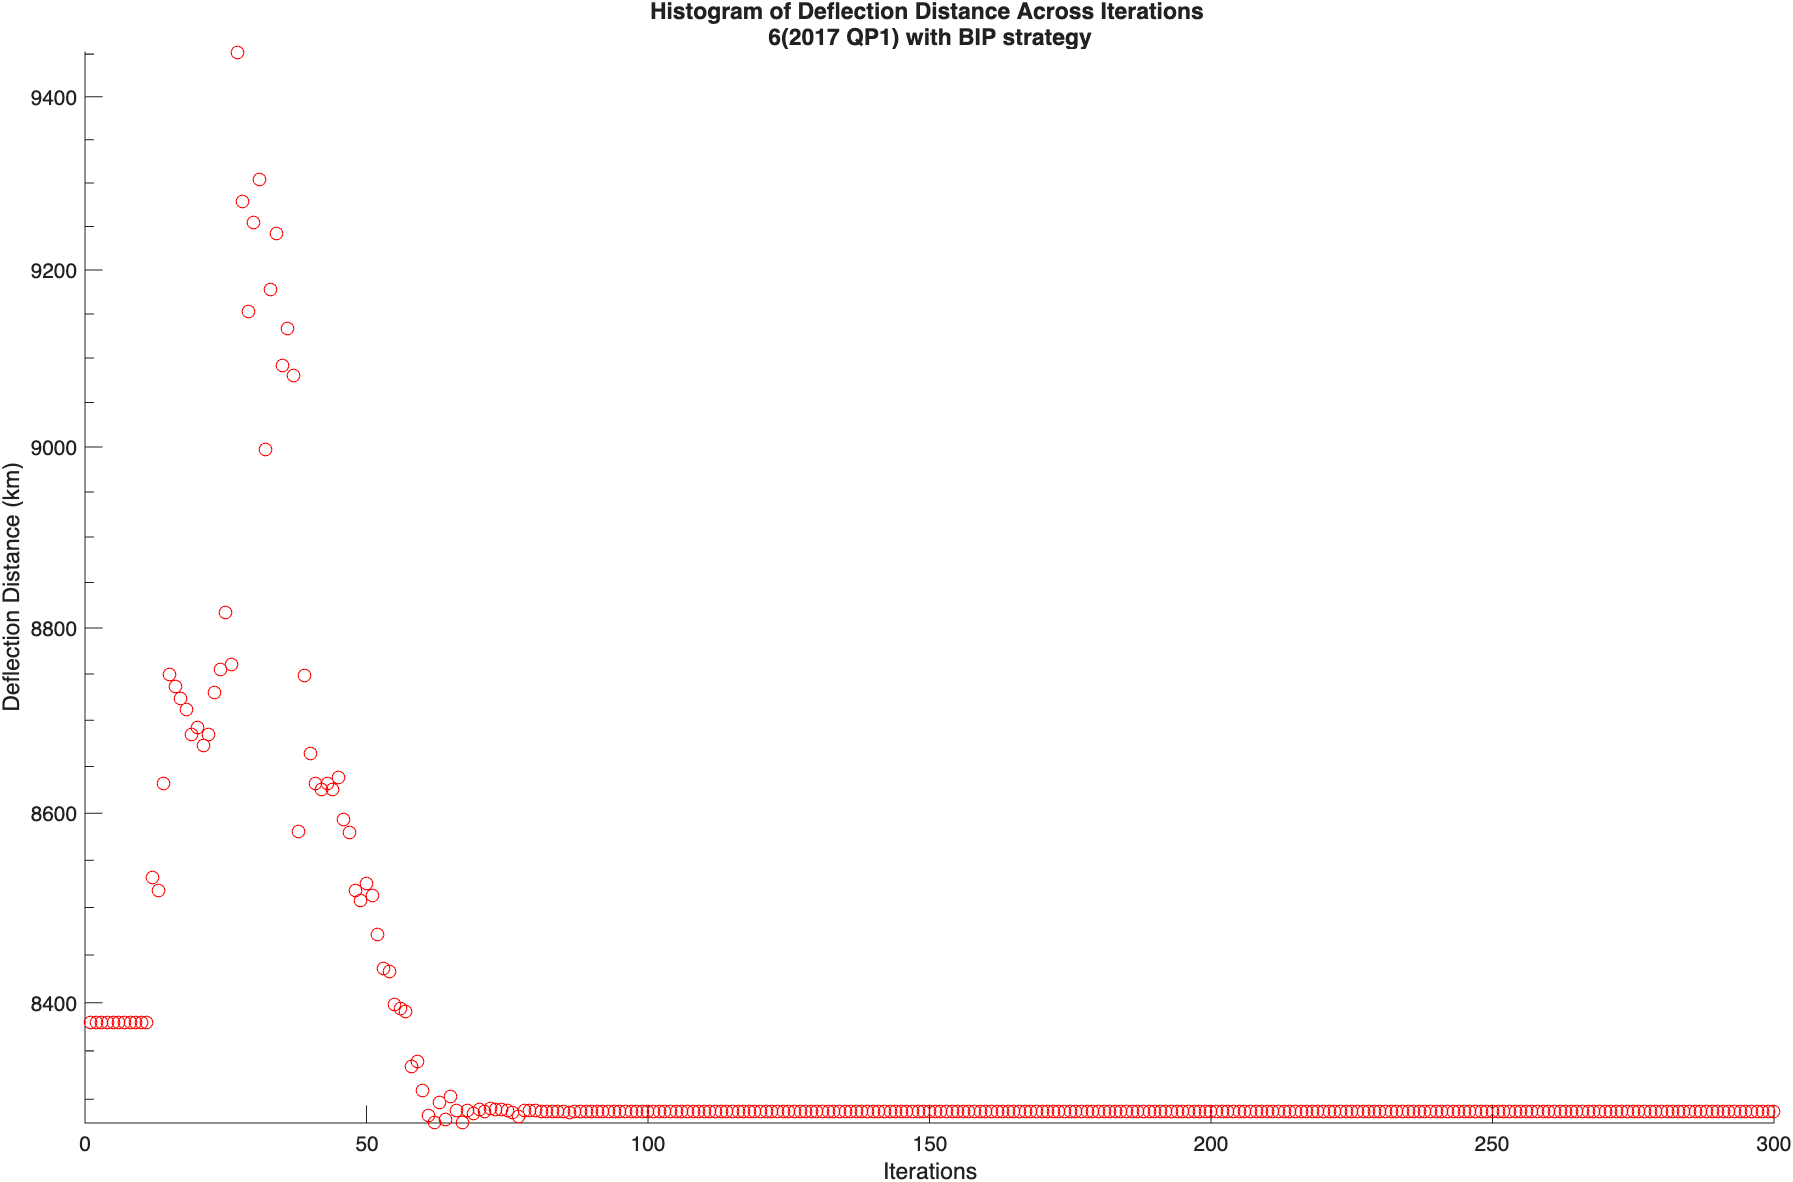 Histogram of Deflection Distance Across Iterations
6(2017 QP1) with BIP strategy
Deflection Distance (km)
9400
9200
9000
8800
8600
8400
0 50 100 150 200 250 300
Iterations